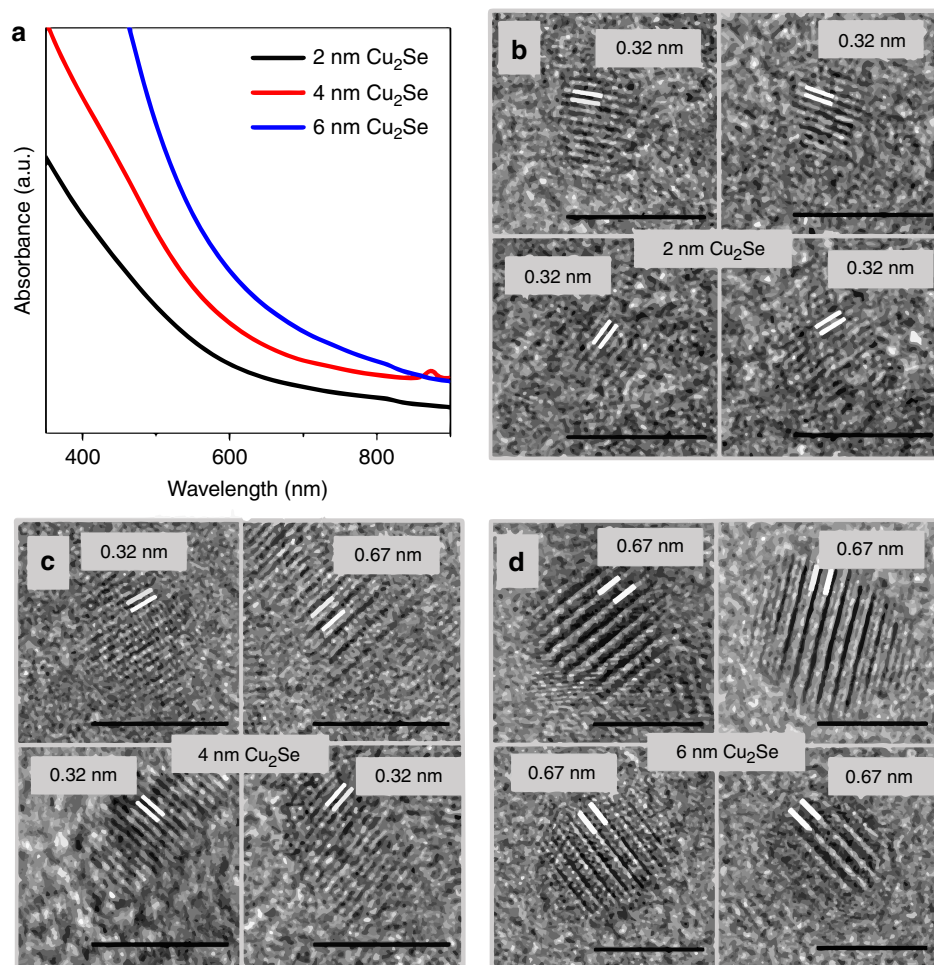 a
2 nm Cu₂Se
4 nm Cu₂Se
6 nm Cu₂Se
Absorbance (a.u.)
400
600
800
Wavelength (nm)
b
0.32 nm
0.32 nm
2 nm Cu₂Se
0.32 nm
0.32 nm
c
0.32 nm
0.67 nm
4 nm Cu₂Se
0.32 nm
0.32 nm
d
0.67 nm
0.67 nm
6 nm Cu₂Se
0.67 nm
0.67 nm